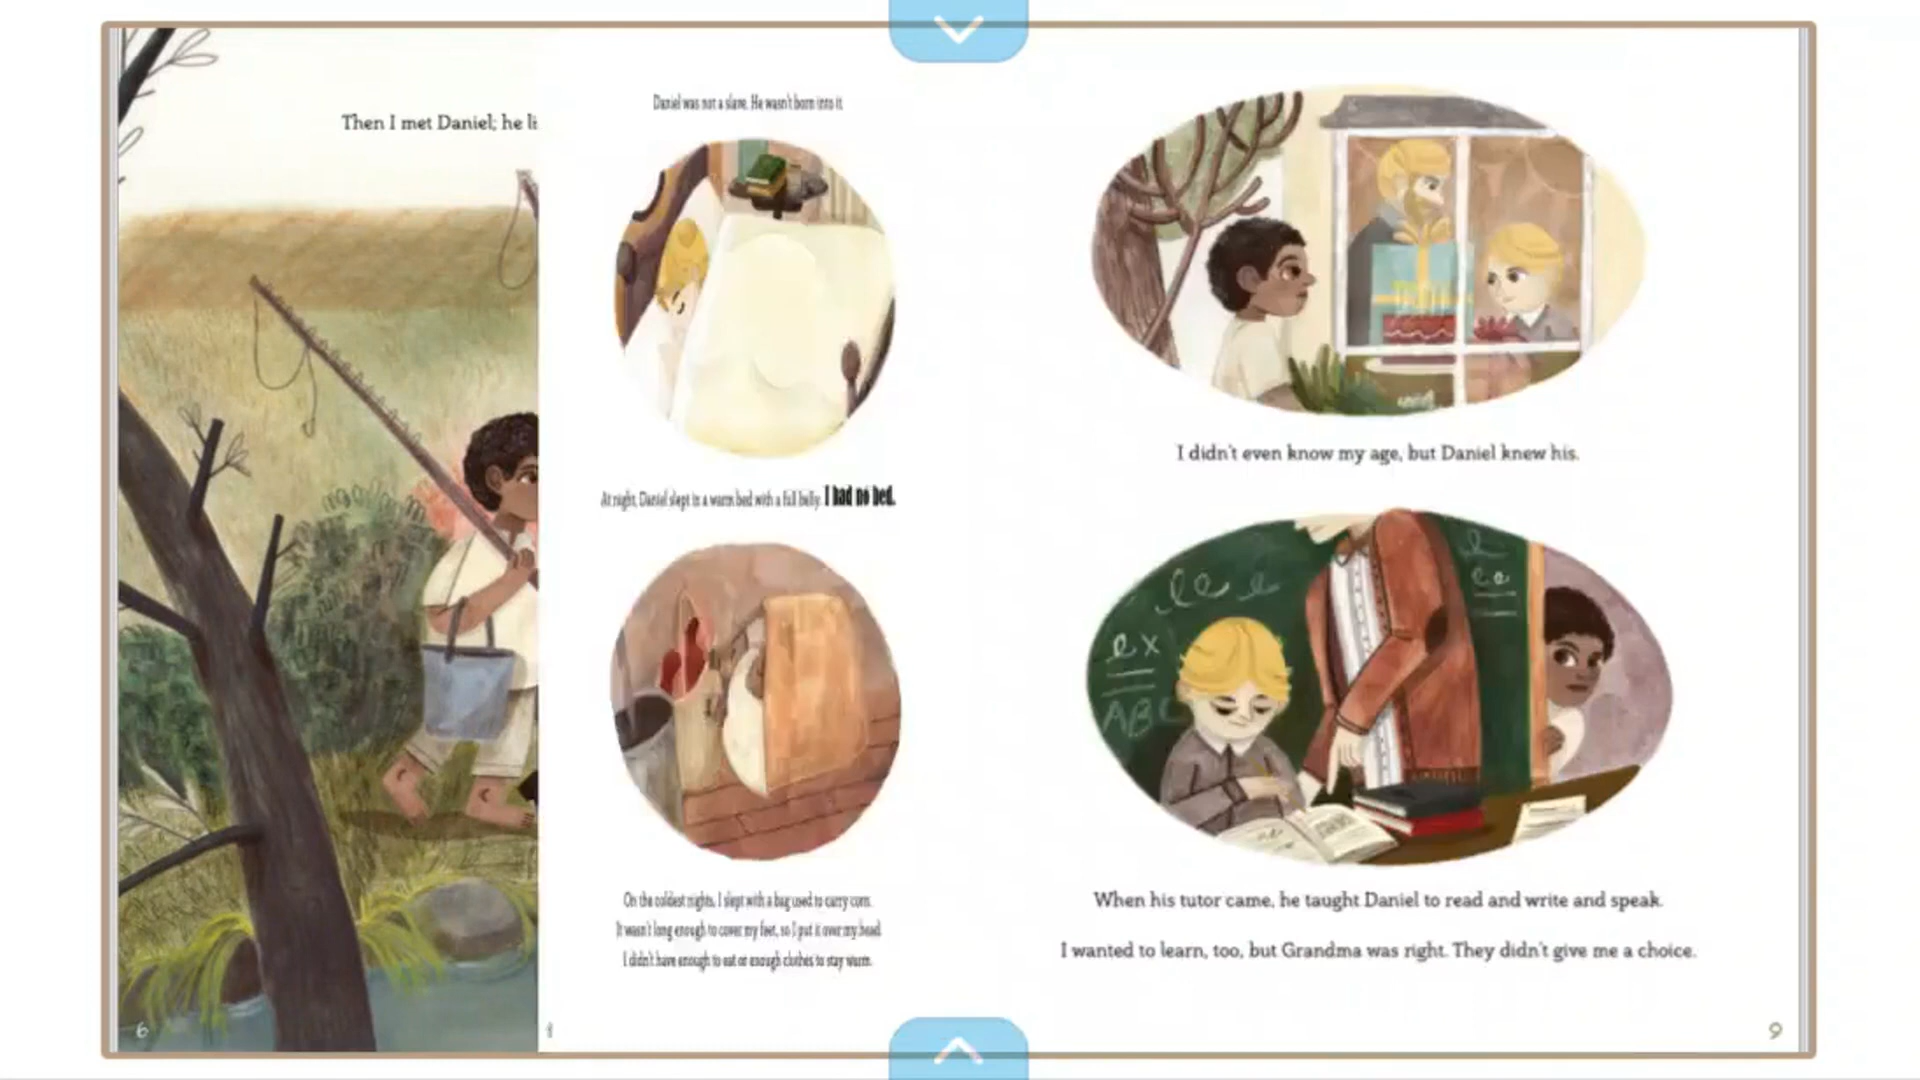 Then I met Daniel; he li
6
Daniel was not a slave. He wasn't born into it.
At night, Daniel slept in a warm bed with a full belly. I had no bed.
On the coldest nights, I slept with a bag used to carry corn.
It wasn't long enough to cover my feet, so I put it over my head.
I didn't have enough to eat or enough clothes to stay warm.
8
I didn't even know my age, but Daniel knew his.
ex
ABC
When his tutor came, he taught Daniel to read and write and speak.
I wanted to learn, too, but Grandma was right. They didn't give me a choice.
9